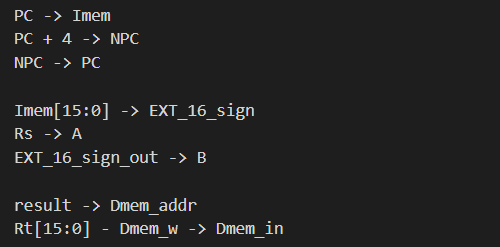 PC -> Imem
PC + 4 -> NPC
NPC -> PC
Imem[15:0] -> EXT_16_sign
Rs -> A
EXT_16_sign_out -> B
result -> Dmem_addr
Rt[15:0] - Dmem_w -> Dmem_in